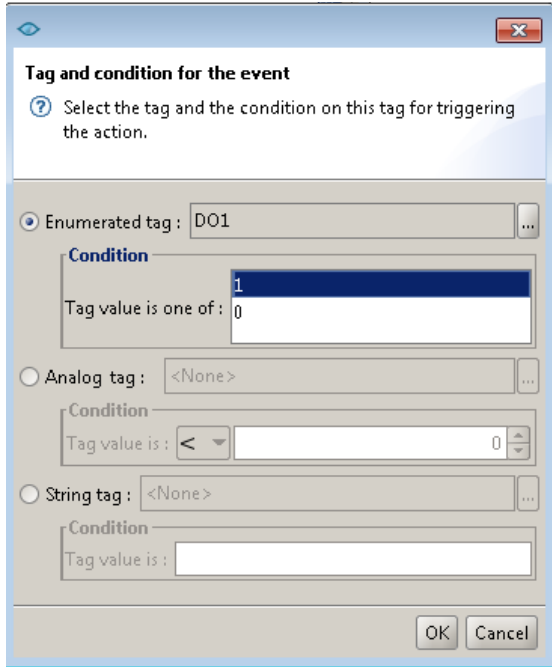 Tag and condition for the event
Select the tag and the condition on this tag for triggering
the action.
Enumerated tag : DO1 ...
Condition
1
Tag value is one of :
0
Analog tag : <None> ...
Condition
Tag value is : < 0
String tag : <None> ...
Condition
Tag value is :
OK Cancel